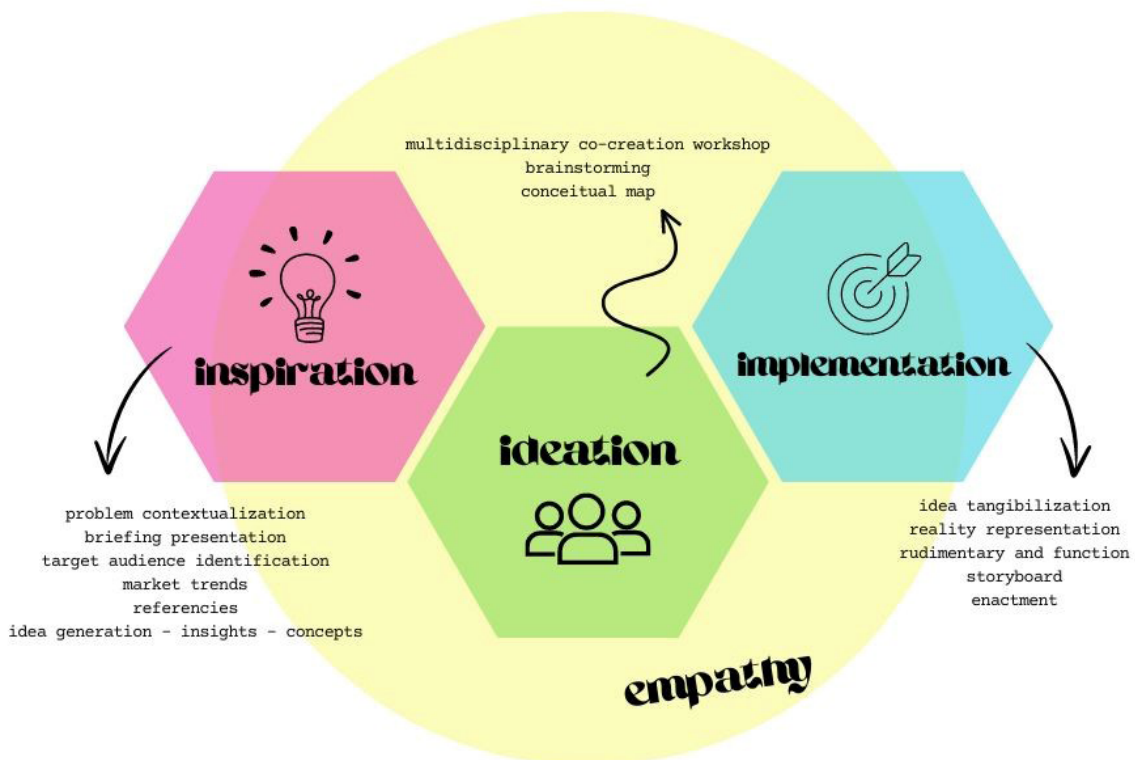 multidisciplinary co-creation workshop
brainstorming
conceitual map
inspiration
implementation
ideation
problem contextualization
briefing presentation
target audience identification
market trends
referencies
idea generation - insights - concepts
idea tangibilization
reality representation
rudimentary and function
storyboard
enactment
empathy